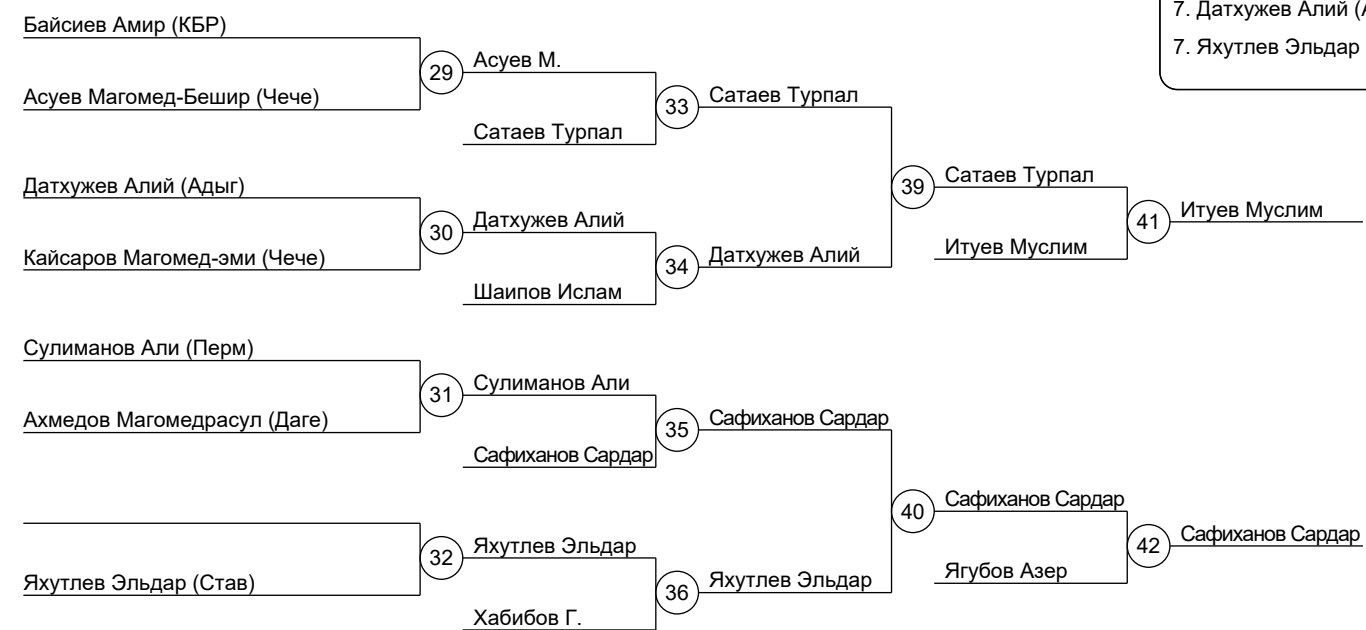 7. Датхужев Алий (А
7. Яхутлев Эльдар
Байсиев Амир (КБР)
29
Асуев М.
Асуев Магомед-Бешир (Чече)
33
Сатаев Турпал
Сатаев Турпал
Датхужев Алий (Адыг)
39
Сатаев Турпал
30
Датхужев Алий
41
Итуев Муслим
Кайсаров Магомед-эми (Чече)
Итуев Муслим
34
Датхужев Алий
Шаипов Ислам
Сулиманов Али (Перм)
31
Сулиманов Али
Ахмедов Магомедрасул (Даге)
35
Сафиханов Сардар
Сафиханов Сардар
40
Сафиханов Сардар
32
Яхутлев Эльдар
42
Сафиханов Сардар
Яхутлев Эльдар (Став)
36
Яхутлев Эльдар
Ягубов Азер
Хабибов Г.